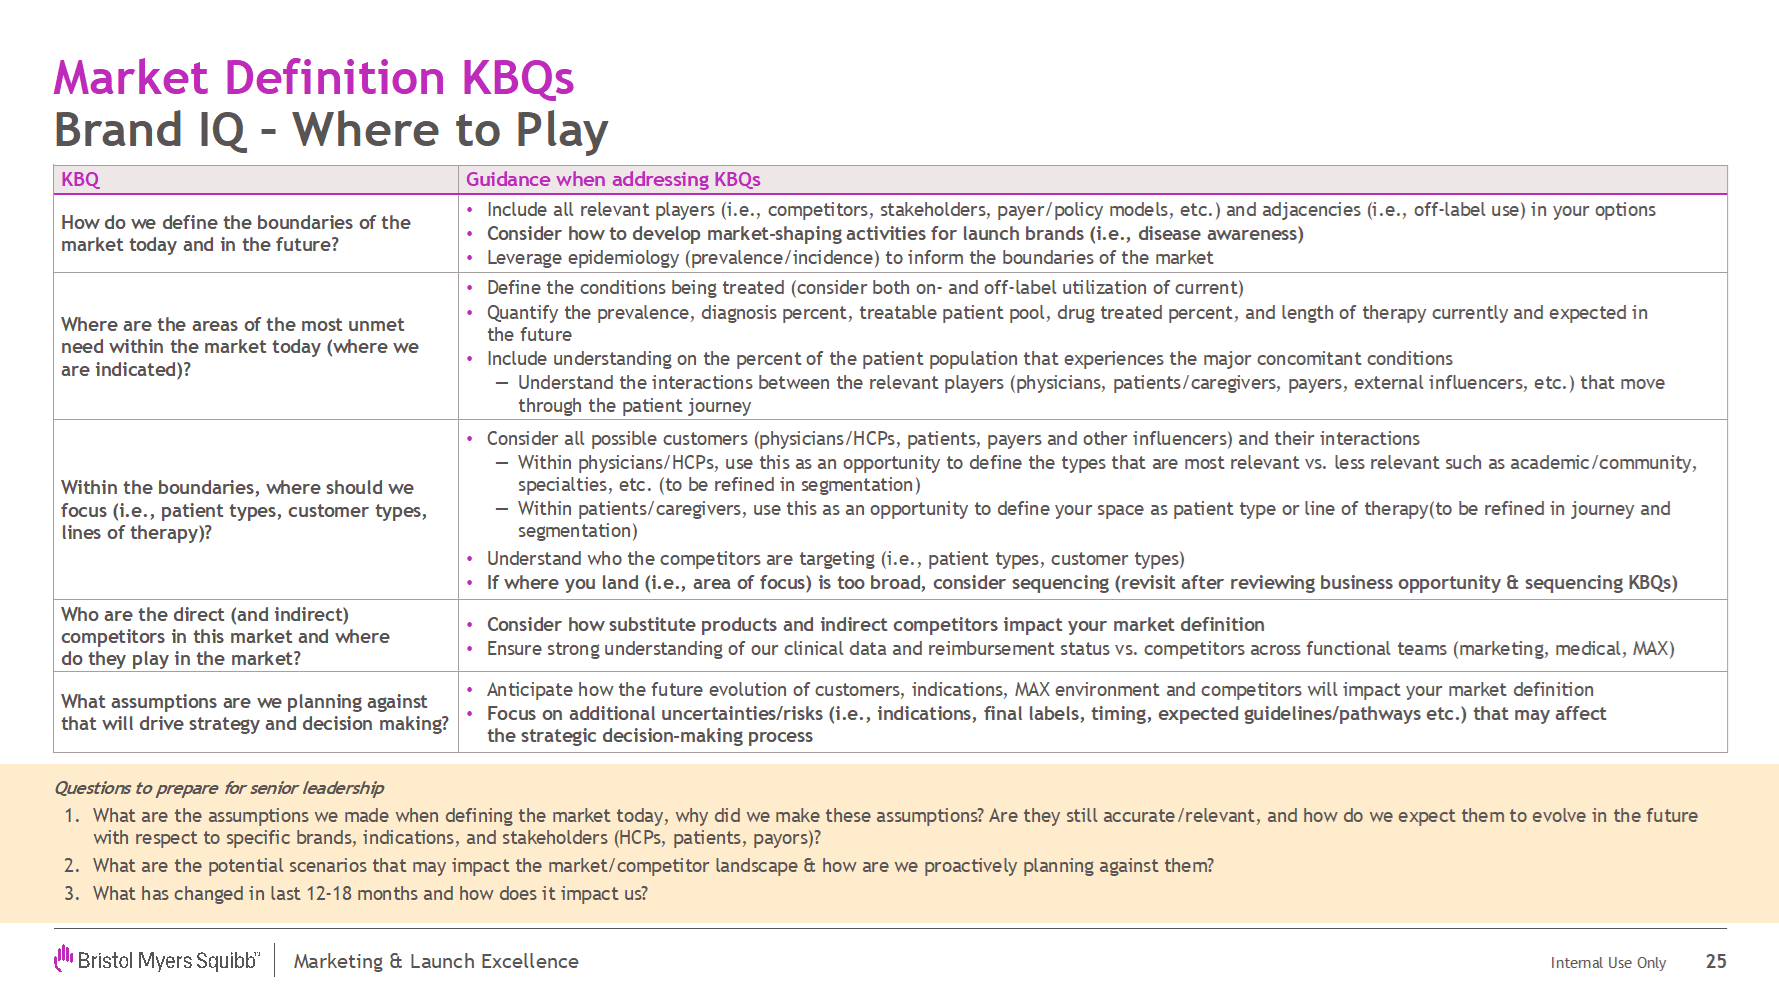 Market Definition KBQs
Brand IQ – Where to Play
KBQ
Guidance when addressing KBQs
How do we define the boundaries of the
market today and in the future?
• Include all relevant players (i.e., competitors, stakeholders, payer/policy models, etc.) and adjacencies (i.e., off-label use) in your options
• Consider how to develop market-shaping activities for launch brands (i.e., disease awareness)
• Leverage epidemiology (prevalence/incidence) to inform the boundaries of the market
Where are the areas of the most unmet
need within the market today (where we
are indicated)?
• Define the conditions being treated (consider both on- and off-label utilization of current)
• Quantify the prevalence, diagnosis percent, treatable patient pool, drug treated percent, and length of therapy currently and expected in
the future
• Include understanding on the percent of the patient population that experiences the major concomitant conditions
— Understand the interactions between the relevant players (physicians, patients/caregivers, payers, external influencers, etc.) that move
through the patient journey
Within the boundaries, where should we
focus (i.e., patient types, customer types,
lines of therapy)?
• Consider all possible customers (physicians/HCPs, patients, payers and other influencers) and their interactions
— Within physicians/HCPs, use this as an opportunity to define the types that are most relevant vs. less relevant such as academic/community,
specialties, etc. (to be refined in segmentation)
— Within patients/caregivers, use this as an opportunity to define your space as patient type or line of therapy(to be refined in journey and
segmentation)
• Understand who the competitors are targeting (i.e., patient types, customer types)
• If where you land (i.e., area of focus) is too broad, consider sequencing (revisit after reviewing business opportunity & sequencing KBQs)
Who are the direct (and indirect)
competitors in this market and where
do they play in the market?
• Consider how substitute products and indirect competitors impact your market definition
• Ensure strong understanding of our clinical data and reimbursement status vs. competitors across functional teams (marketing, medical, MAX)
What assumptions are we planning against
that will drive strategy and decision making?
• Anticipate how the future evolution of customers, indications, MAX environment and competitors will impact your market definition
• Focus on additional uncertainties/risks (i.e., indications, final labels, timing, expected guidelines/pathways etc.) that may affect
the strategic decision-making process
Questions to prepare for senior leadership
1. What are the assumptions we made when defining the market today, why did we make these assumptions? Are they still accurate/relevant, and how do we expect them to evolve in the future
with respect to specific brands, indications, and stakeholders (HCPs, patients, payors)?
2. What are the potential scenarios that may impact the market/competitor landscape & how are we proactively planning against them?
3. What has changed in last 12-18 months and how does it impact us?
Bristol Myers Squibb™
Marketing & Launch Excellence
Internal Use Only
25